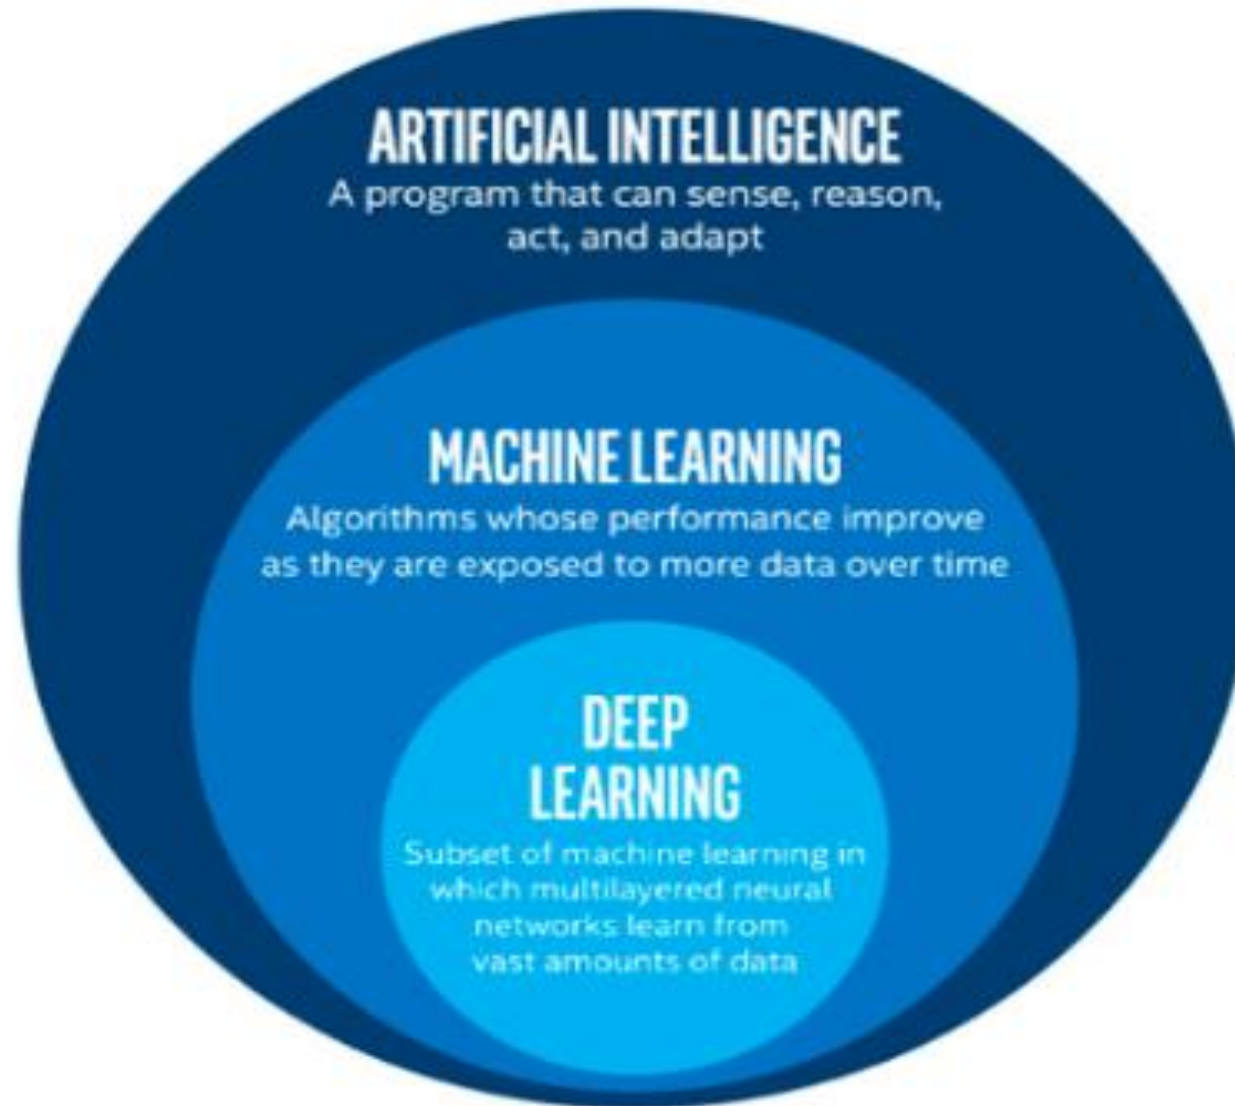 ARTIFICIAL INTELLIGENCE
A program that can sense, reason,
act, and adapt
MACHINE LEARNING
Algorithms whose performance improve
as they are exposed to more data over time
DEEP
LEARNING
Subset of machine learning in
which multilayered neural
networks learn from
vast amounts of data